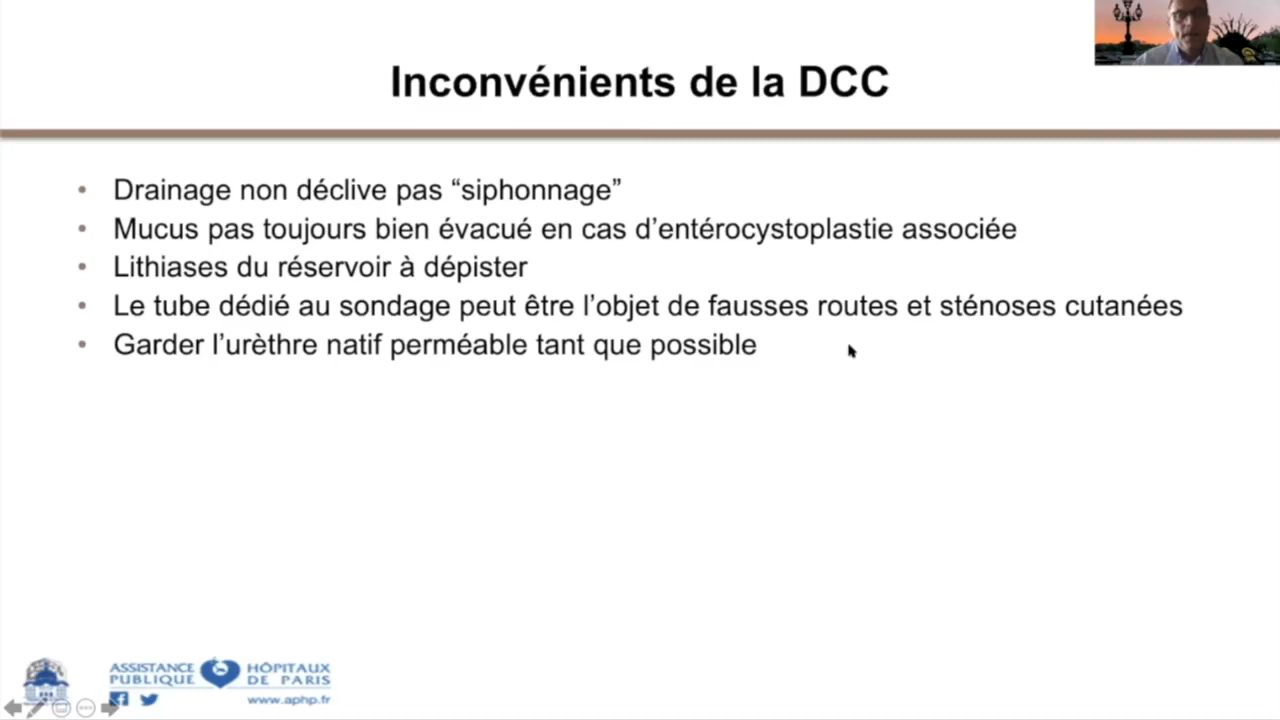 Inconvénients de la DCC
• Drainage non déclive pas “siphonnage”
• Mucus pas toujours bien évacué en cas d’entérocystoplastie associée
• Lithiases du réservoir à dépister
• Le tube dédié au sondage peut être l’objet de fausses routes et sténoses cutanées
• Garder l’urèthre natif perméable tant que possible
ASSISTANCE PUBLIQUE
HÔPITAUX DE PARIS
www.aphp.fr